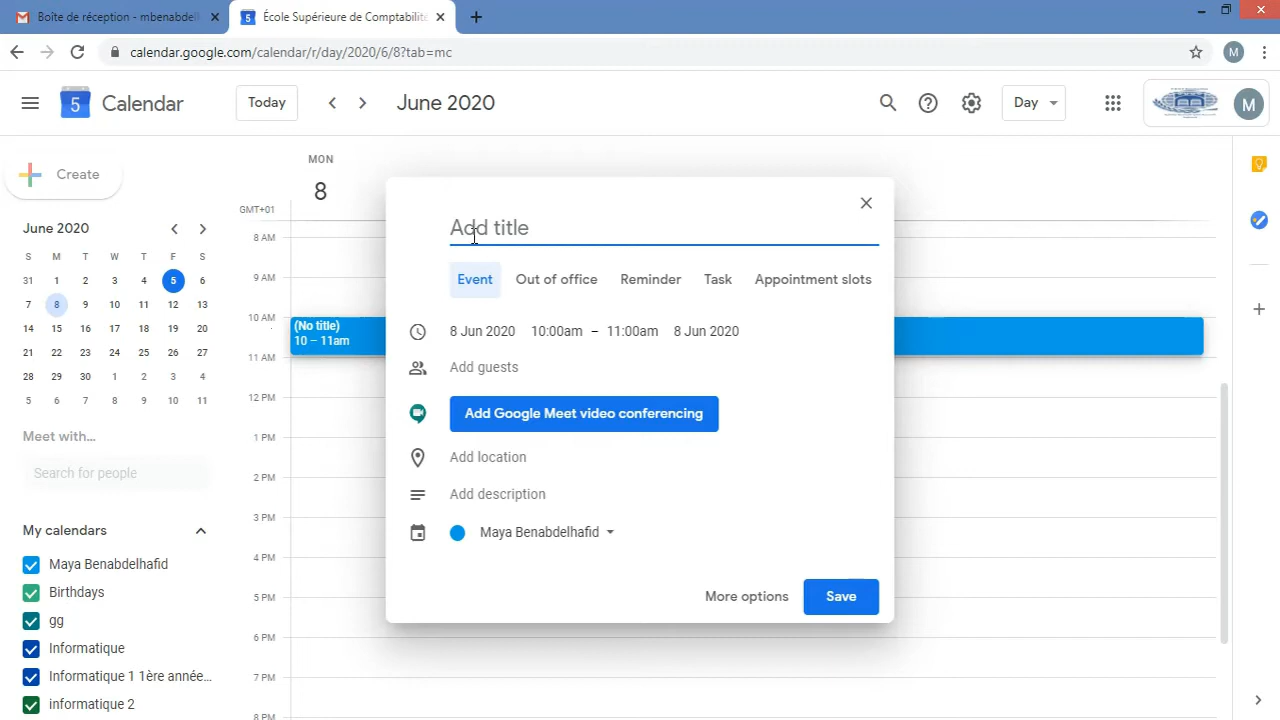 Boîte de réception - mbenabdel
École Supérieure de Comptabilité
calendar.google.com/calendar/r/day/2020/6/8?tab=mc
M
5
Calendar
Today
June 2020
Day
M
Create
MON
8
GMT+01
June 2020
S M T W T F S
31 1 2 3 4 5 6
7 8 9 10 11 12 13
14 15 16 17 18 19 20
21 22 23 24 25 26 27
28 29 30 1 2 3 4
5 6 7 8 9 10 11
Meet with...
Search for people
My calendars
Maya Benabdelhafid
Birthdays
gg
Informatique
Informatique 1 1ère année...
informatique 2
8 AM
9 AM
10 AM
11 AM
12 PM
1 PM
2 PM
3 PM
4 PM
5 PM
6 PM
7 PM
8 PM
(No title)
10 – 11am
Add title
Event
Out of office
Reminder
Task
Appointment slots
8 Jun 2020 10:00am – 11:00am 8 Jun 2020
Add guests
Add Google Meet video conferencing
Add location
Add description
Maya Benabdelhafid
More options
Save